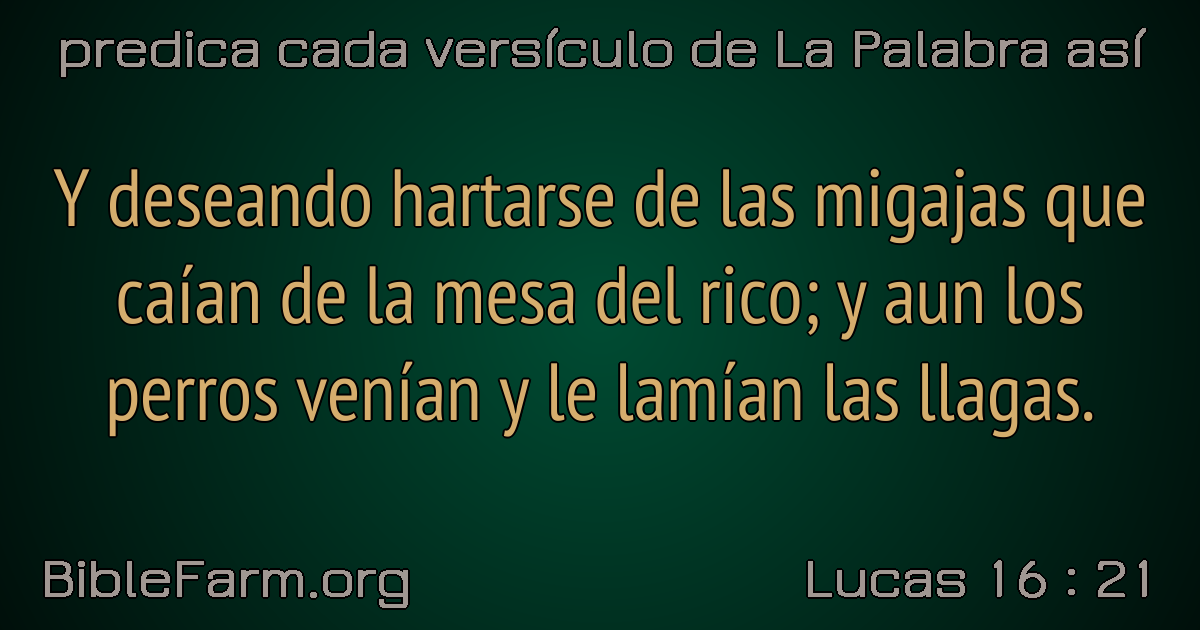 predica cada versículo de La Palabra así
Y deseando hartarse de las migajas que
caían de la mesa del rico; y aun los
perros venían y le lamían las llagas.
BibleFarm.org
Lucas 16 : 21